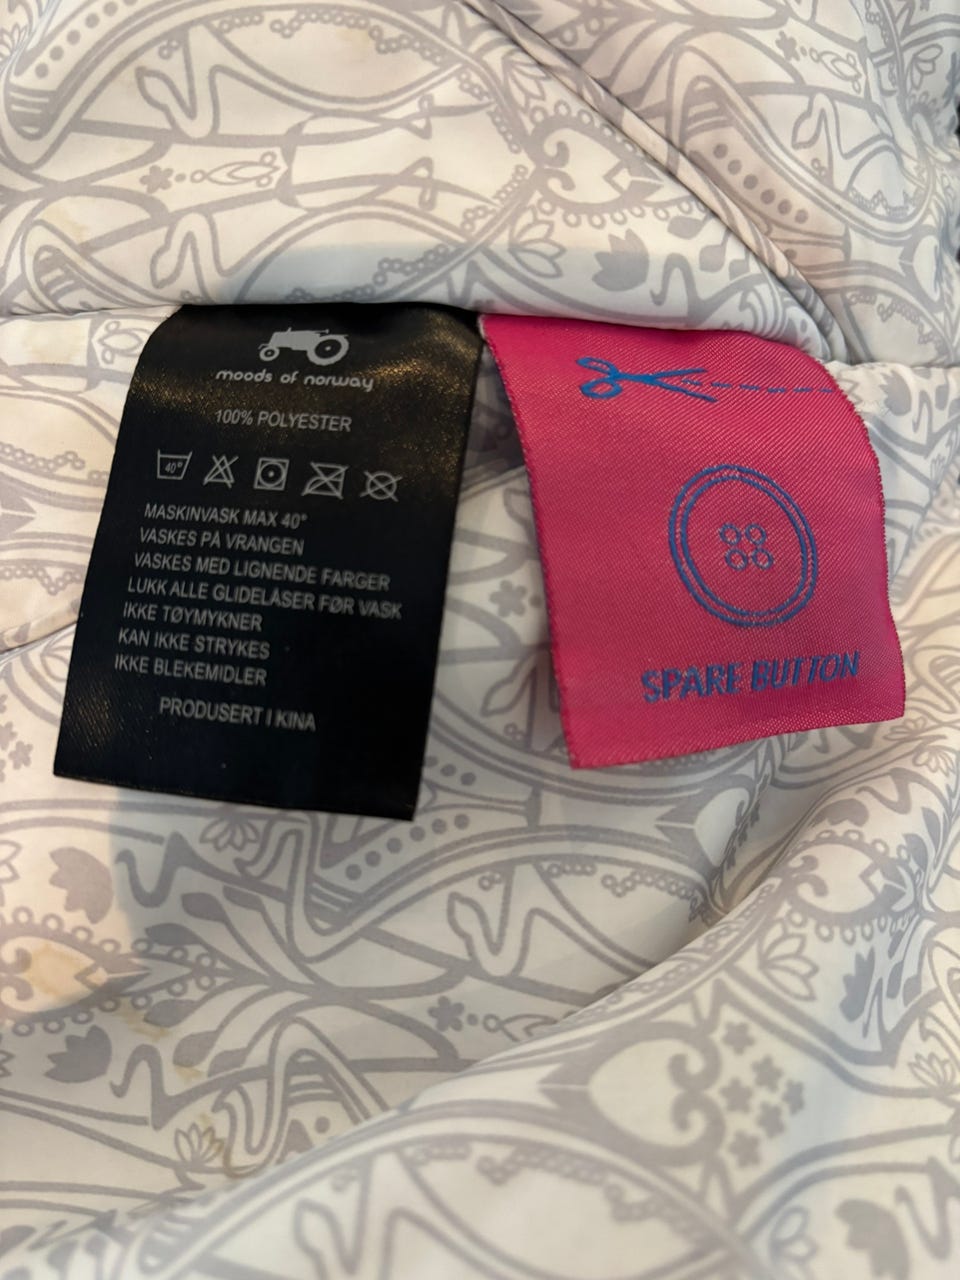 moods of norway
100% POLYESTER
40°
MASKINVASK MAX 40°
VASKES PÅ VRANGEN
VASKES MED LIGNENDE FARGER
LUKK ALLE GLIDELÅSER FØR VASK
IKKE TØYMYKNER
KAN IKKE STRYKES
IKKE BLEKEMIDLER
PRODUSERT I KINA
SPARE BUTTON